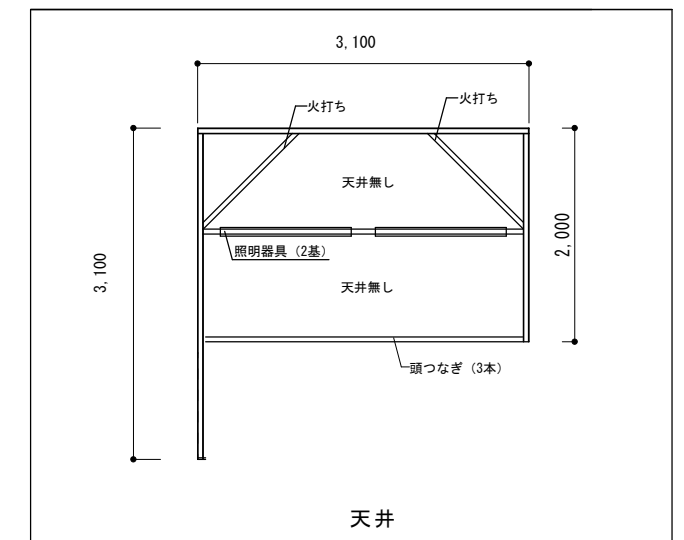 3,100
火打ち
火打ち
天井無し
2,000
照明器具（2基）
3,100
天井無し
頭つなぎ（3本）
天井